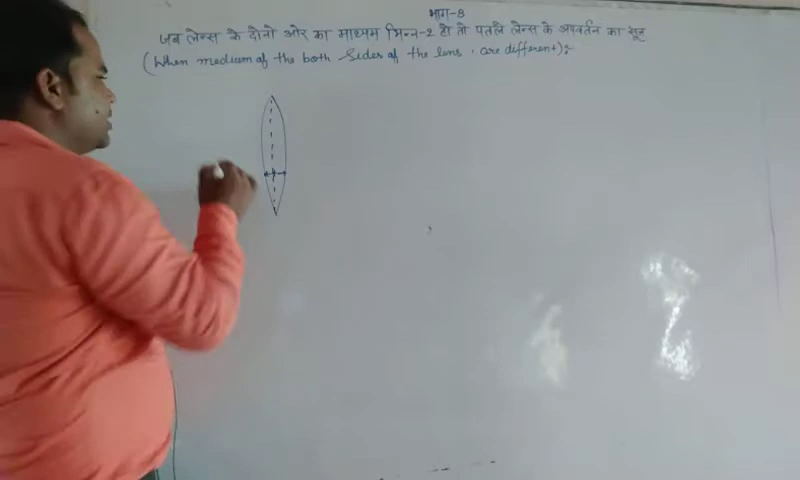 भाग-8
जब लेन्स के दोनो ओर का माध्यम भिन्न-2 हो तो पतले लेन्स के अपवर्तन का सूत्र
(When medium of the both sides of the lens, are different):